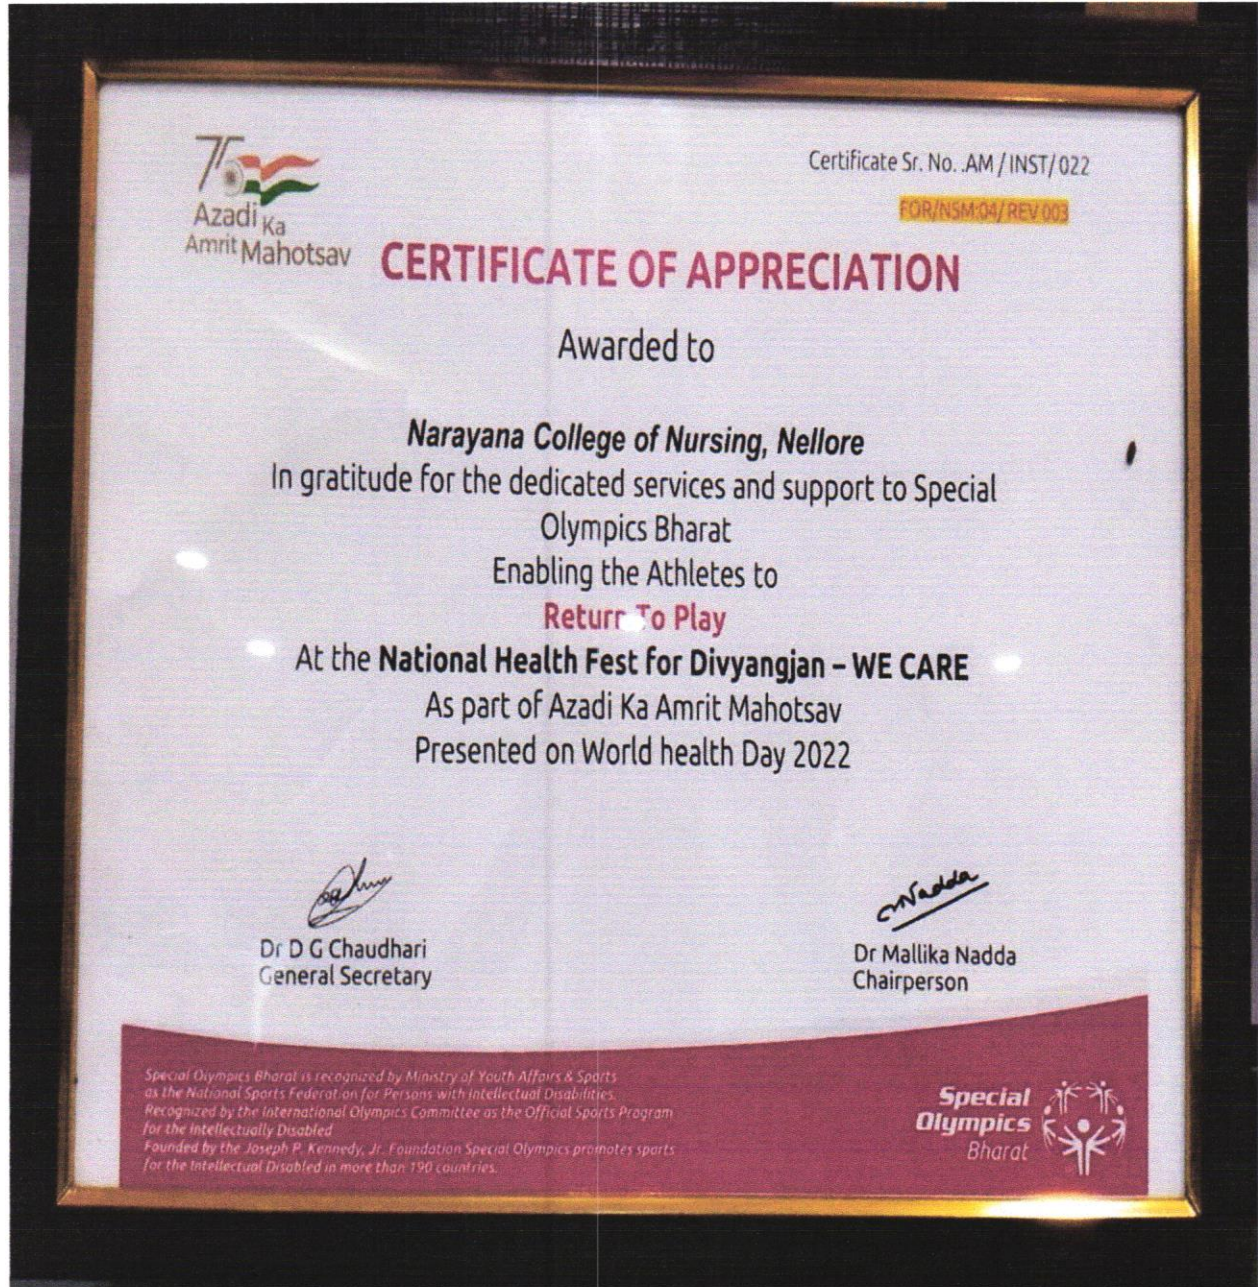 75
Azadi Ka
Amrit Mahotsav
Certificate Sr. No. .AM / INST/ 022
FOR/NSM:04/ REV 003
CERTIFICATE OF APPRECIATION
Awarded to
Narayana College of Nursing, Nellore
In gratitude for the dedicated services and support to Special
Olympics Bharat
Enabling the Athletes to
Return To Play
At the National Health Fest for Divyangjan – WE CARE
As part of Azadi Ka Amrit Mahotsav
Presented on World health Day 2022
Nadda
Dr D G Chaudhari
General Secretary
Dr Mallika Nadda
Chairperson
Special Olympics Bharat is recognized by Ministry of Youth Affairs & Sports
as the National Sports Federation for Persons with Intellectual Disabilities.
Recognized by the International Olympics Committee as the Official Sports Program
for the Intellectually Disabled
Founded by the Joseph P. Kennedy, Jr. Foundation Special Olympics promotes sports
for the Intellectual Disabled in more than 190 countries.
Special
Olympics
Bharat